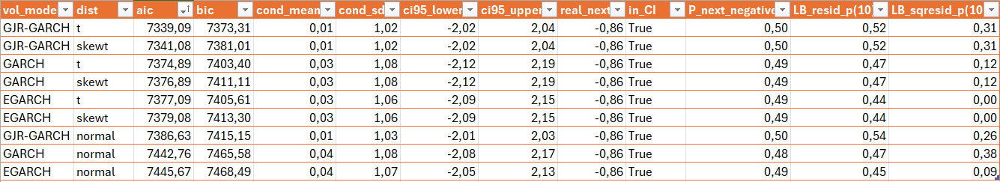 vol_mode dist aic bic cond_mean cond_sd ci95_lower ci95_upper real_next in_CI P_next_negative LB_resid_p(10 LB_sqresid_p(10
GJR-GARCH t 7339,09 7373,31 0,01 1,02 -2,02 2,04 -0,86 True 0,50 0,52 0,31
GJR-GARCH skewt 7341,08 7381,01 0,01 1,02 -2,02 2,04 -0,86 True 0,50 0,52 0,31
GARCH t 7374,89 7403,40 0,03 1,08 -2,12 2,19 -0,86 True 0,49 0,47 0,12
GARCH skewt 7376,89 7411,11 0,03 1,08 -2,12 2,19 -0,86 True 0,49 0,47 0,12
EGARCH t 7377,09 7405,61 0,03 1,06 -2,09 2,15 -0,86 True 0,49 0,44 0,00
EGARCH skewt 7379,08 7413,30 0,03 1,06 -2,09 2,15 -0,86 True 0,49 0,44 0,00
GJR-GARCH normal 7386,63 7415,15 0,01 1,03 -2,01 2,03 -0,86 True 0,50 0,54 0,26
GARCH normal 7442,76 7465,58 0,04 1,08 -2,08 2,17 -0,86 True 0,48 0,47 0,38
EGARCH normal 7445,67 7468,49 0,04 1,07 -2,05 2,13 -0,86 True 0,49 0,45 0,09